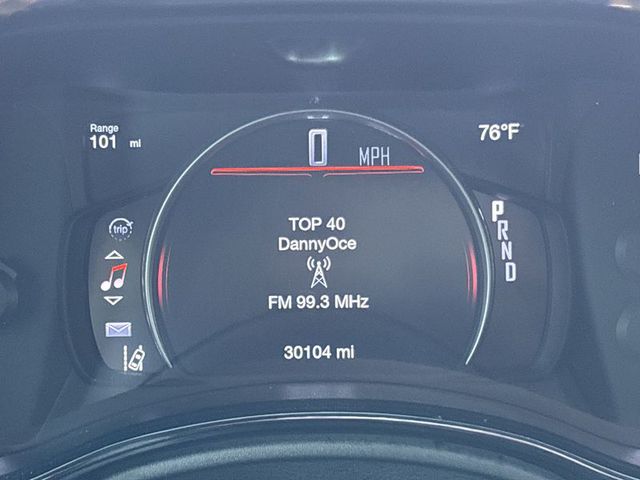 Range
101 mi
0 MPH
76°F
trip
TOP 40
DannyOce
FM 99.3 MHz
30104 mi
P
R
N
D